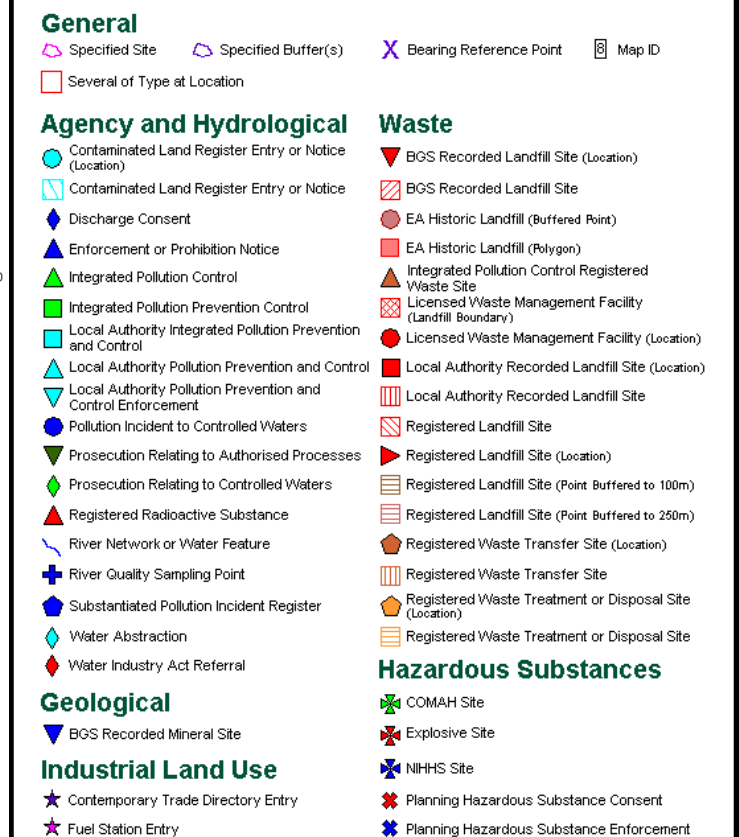 General
Specified Site
Specified Buffer(s)
X Bearing Reference Point
8 Map ID
Several of Type at Location
Agency and Hydrological
Contaminated Land Register Entry or Notice
(Location)
Contaminated Land Register Entry or Notice
Discharge Consent
Enforcement or Prohibition Notice
Integrated Pollution Control
Integrated Pollution Prevention Control
Local Authority Integrated Pollution Prevention
and Control
Local Authority Pollution Prevention and Control
Local Authority Pollution Prevention and
Control Enforcement
Pollution Incident to Controlled Waters
Prosecution Relating to Authorised Processes
Prosecution Relating to Controlled Waters
Registered Radioactive Substance
River Network or Water Feature
River Quality Sampling Point
Substantiated Pollution Incident Register
Water Abstraction
Water Industry Act Referral
Geological
BGS Recorded Mineral Site
Industrial Land Use
Contemporary Trade Directory Entry
Fuel Station Entry
Waste
BGS Recorded Landfill Site (Location)
BGS Recorded Landfill Site
EA Historic Landfill (Buffered Point)
EA Historic Landfill (Polygon)
Integrated Pollution Control Registered
Waste Site
Licensed Waste Management Facility
(Landfill Boundary)
Licensed Waste Management Facility (Location)
Local Authority Recorded Landfill Site (Location)
Local Authority Recorded Landfill Site
Registered Landfill Site
Registered Landfill Site (Location)
Registered Landfill Site (Point Buffered to 100m)
Registered Landfill Site (Point Buffered to 250m)
Registered Waste Transfer Site (Location)
Registered Waste Transfer Site
Registered Waste Treatment or Disposal Site
(Location)
Registered Waste Treatment or Disposal Site
Hazardous Substances
COMAH Site
Explosive Site
NIHHS Site
Planning Hazardous Substance Consent
Planning Hazardous Substance Enforcement